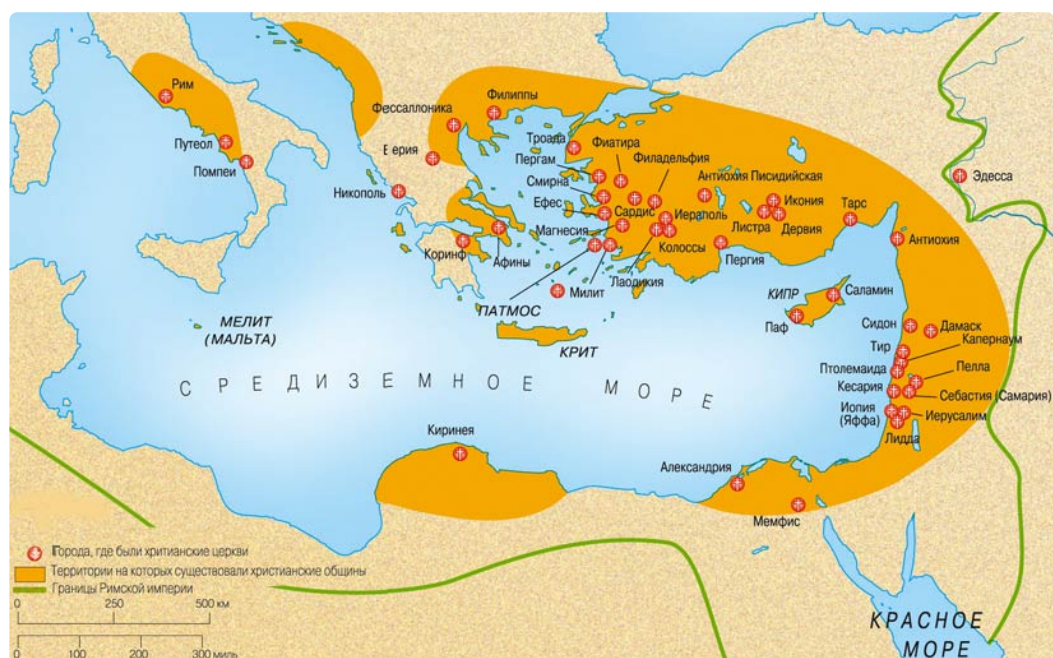 Рим
Путеол
Помпеи
Фессаллоника
Филиппы
Верия
Никополь
Коринф
Афины
Троада
Пергам
Смирна
Ефес
Магнесия
Фиатира
Филадельфия
Сардис
Иераполь
Колоссы
Лаодикия
Милит
ПАТМОС
Антиохия Писидийская
Икония
Листра
Дервия
Пергия
Тарс
Антиохия
Эдесса
КИПР
Саламин
Паф
КРИТ
МЕЛИТ
(МАЛЬТА)
СРЕДИЗЕМНОЕ МОРЕ
Сидон
Дамаск
Тир
Капернаум
Птолемаида
Пелла
Кесария
Себастия (Самария)
Иопия
(Яффа)
Иерусалим
Лидда
Киринея
Александрия
Мемфис
КРАСНОЕ
МОРЕ
Города, где были хритианские церкви
Территории на которых существовали христианские общины
Границы Римской империи
0 250 500 км
0 100 200 300 миль